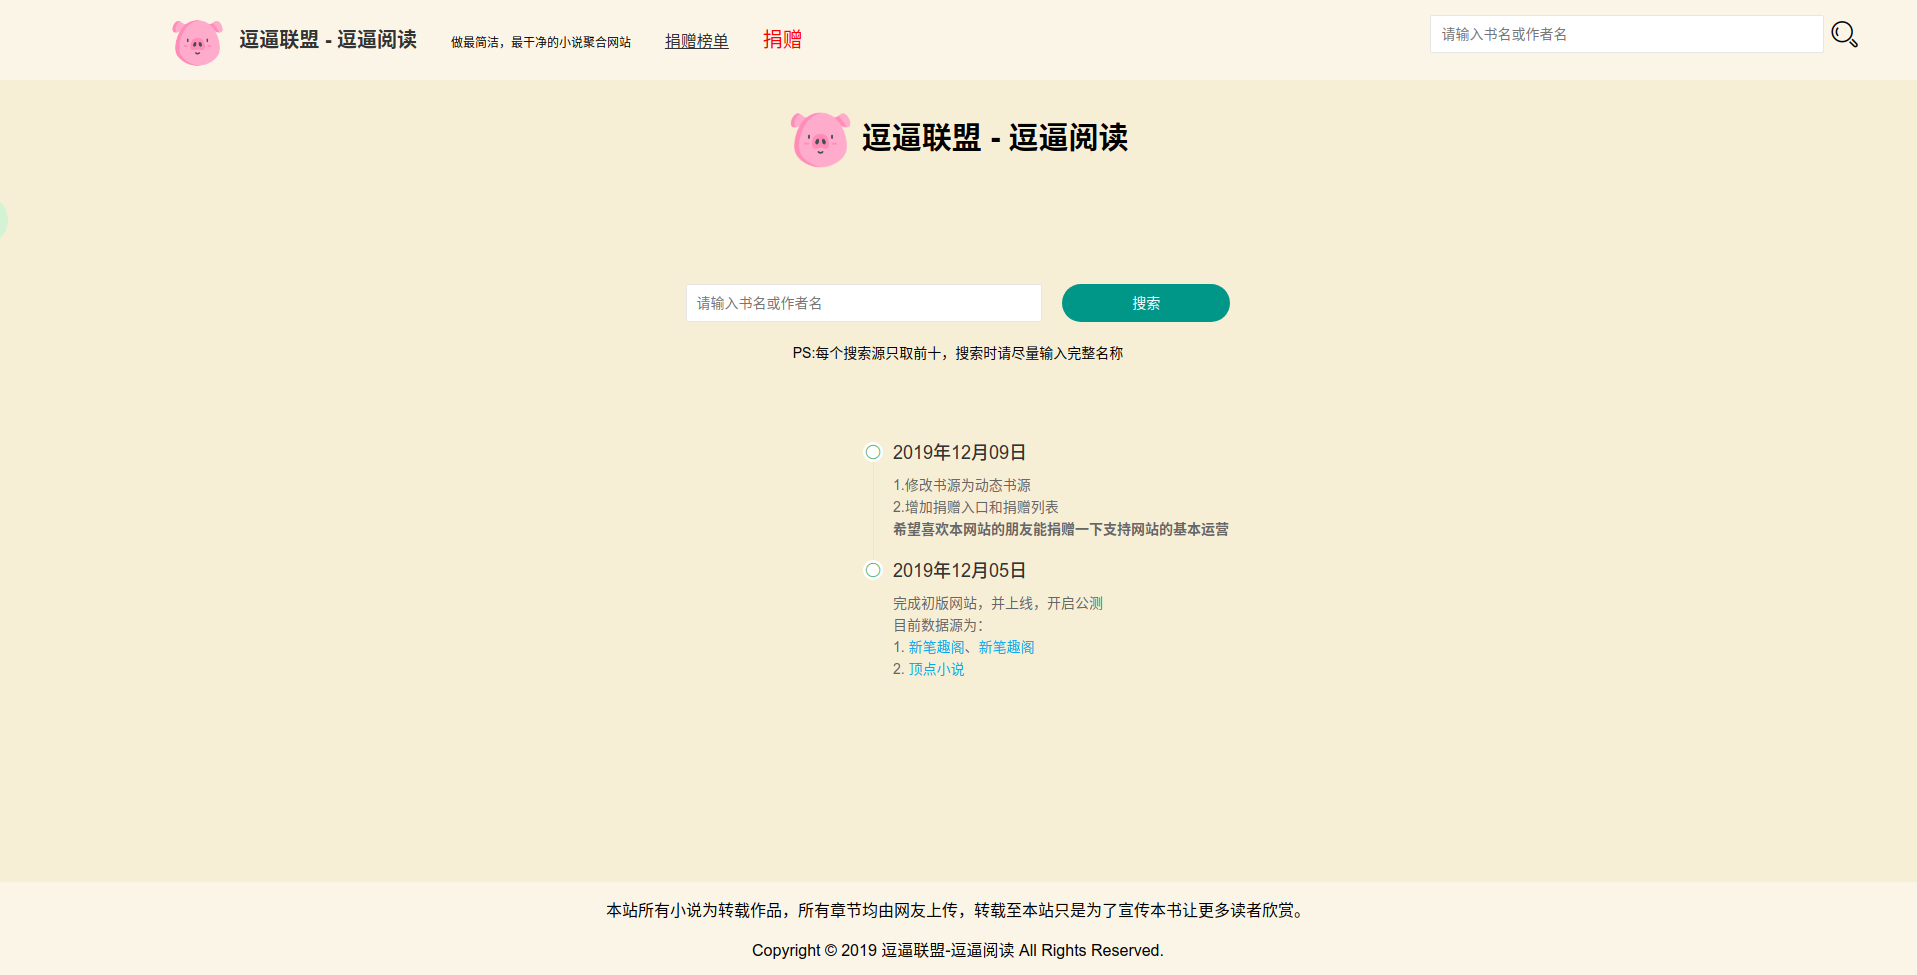 逗逼联盟 - 逗逼阅读
做最简洁，最干净的小说聚合网站
捐赠榜单
捐赠
请输入书名或作者名
逗逼联盟 - 逗逼阅读
请输入书名或作者名
搜索
PS:每个搜索源只取前十，搜索时请尽量输入完整名称
2019年12月09日
1.修改书源为动态书源
2.增加捐赠入口和捐赠列表
希望喜欢本网站的朋友能捐赠一下支持网站的基本运营
2019年12月05日
完成初版网站，并上线，开启公测
目前数据源为：
1. 新笔趣阁、新笔趣阁
2. 顶点小说
本站所有小说为转载作品，所有章节均由网友上传，转载至本站只是为了宣传本书让更多读者欣赏。
Copyright © 2019 逗逼联盟-逗逼阅读 All Rights Reserved.